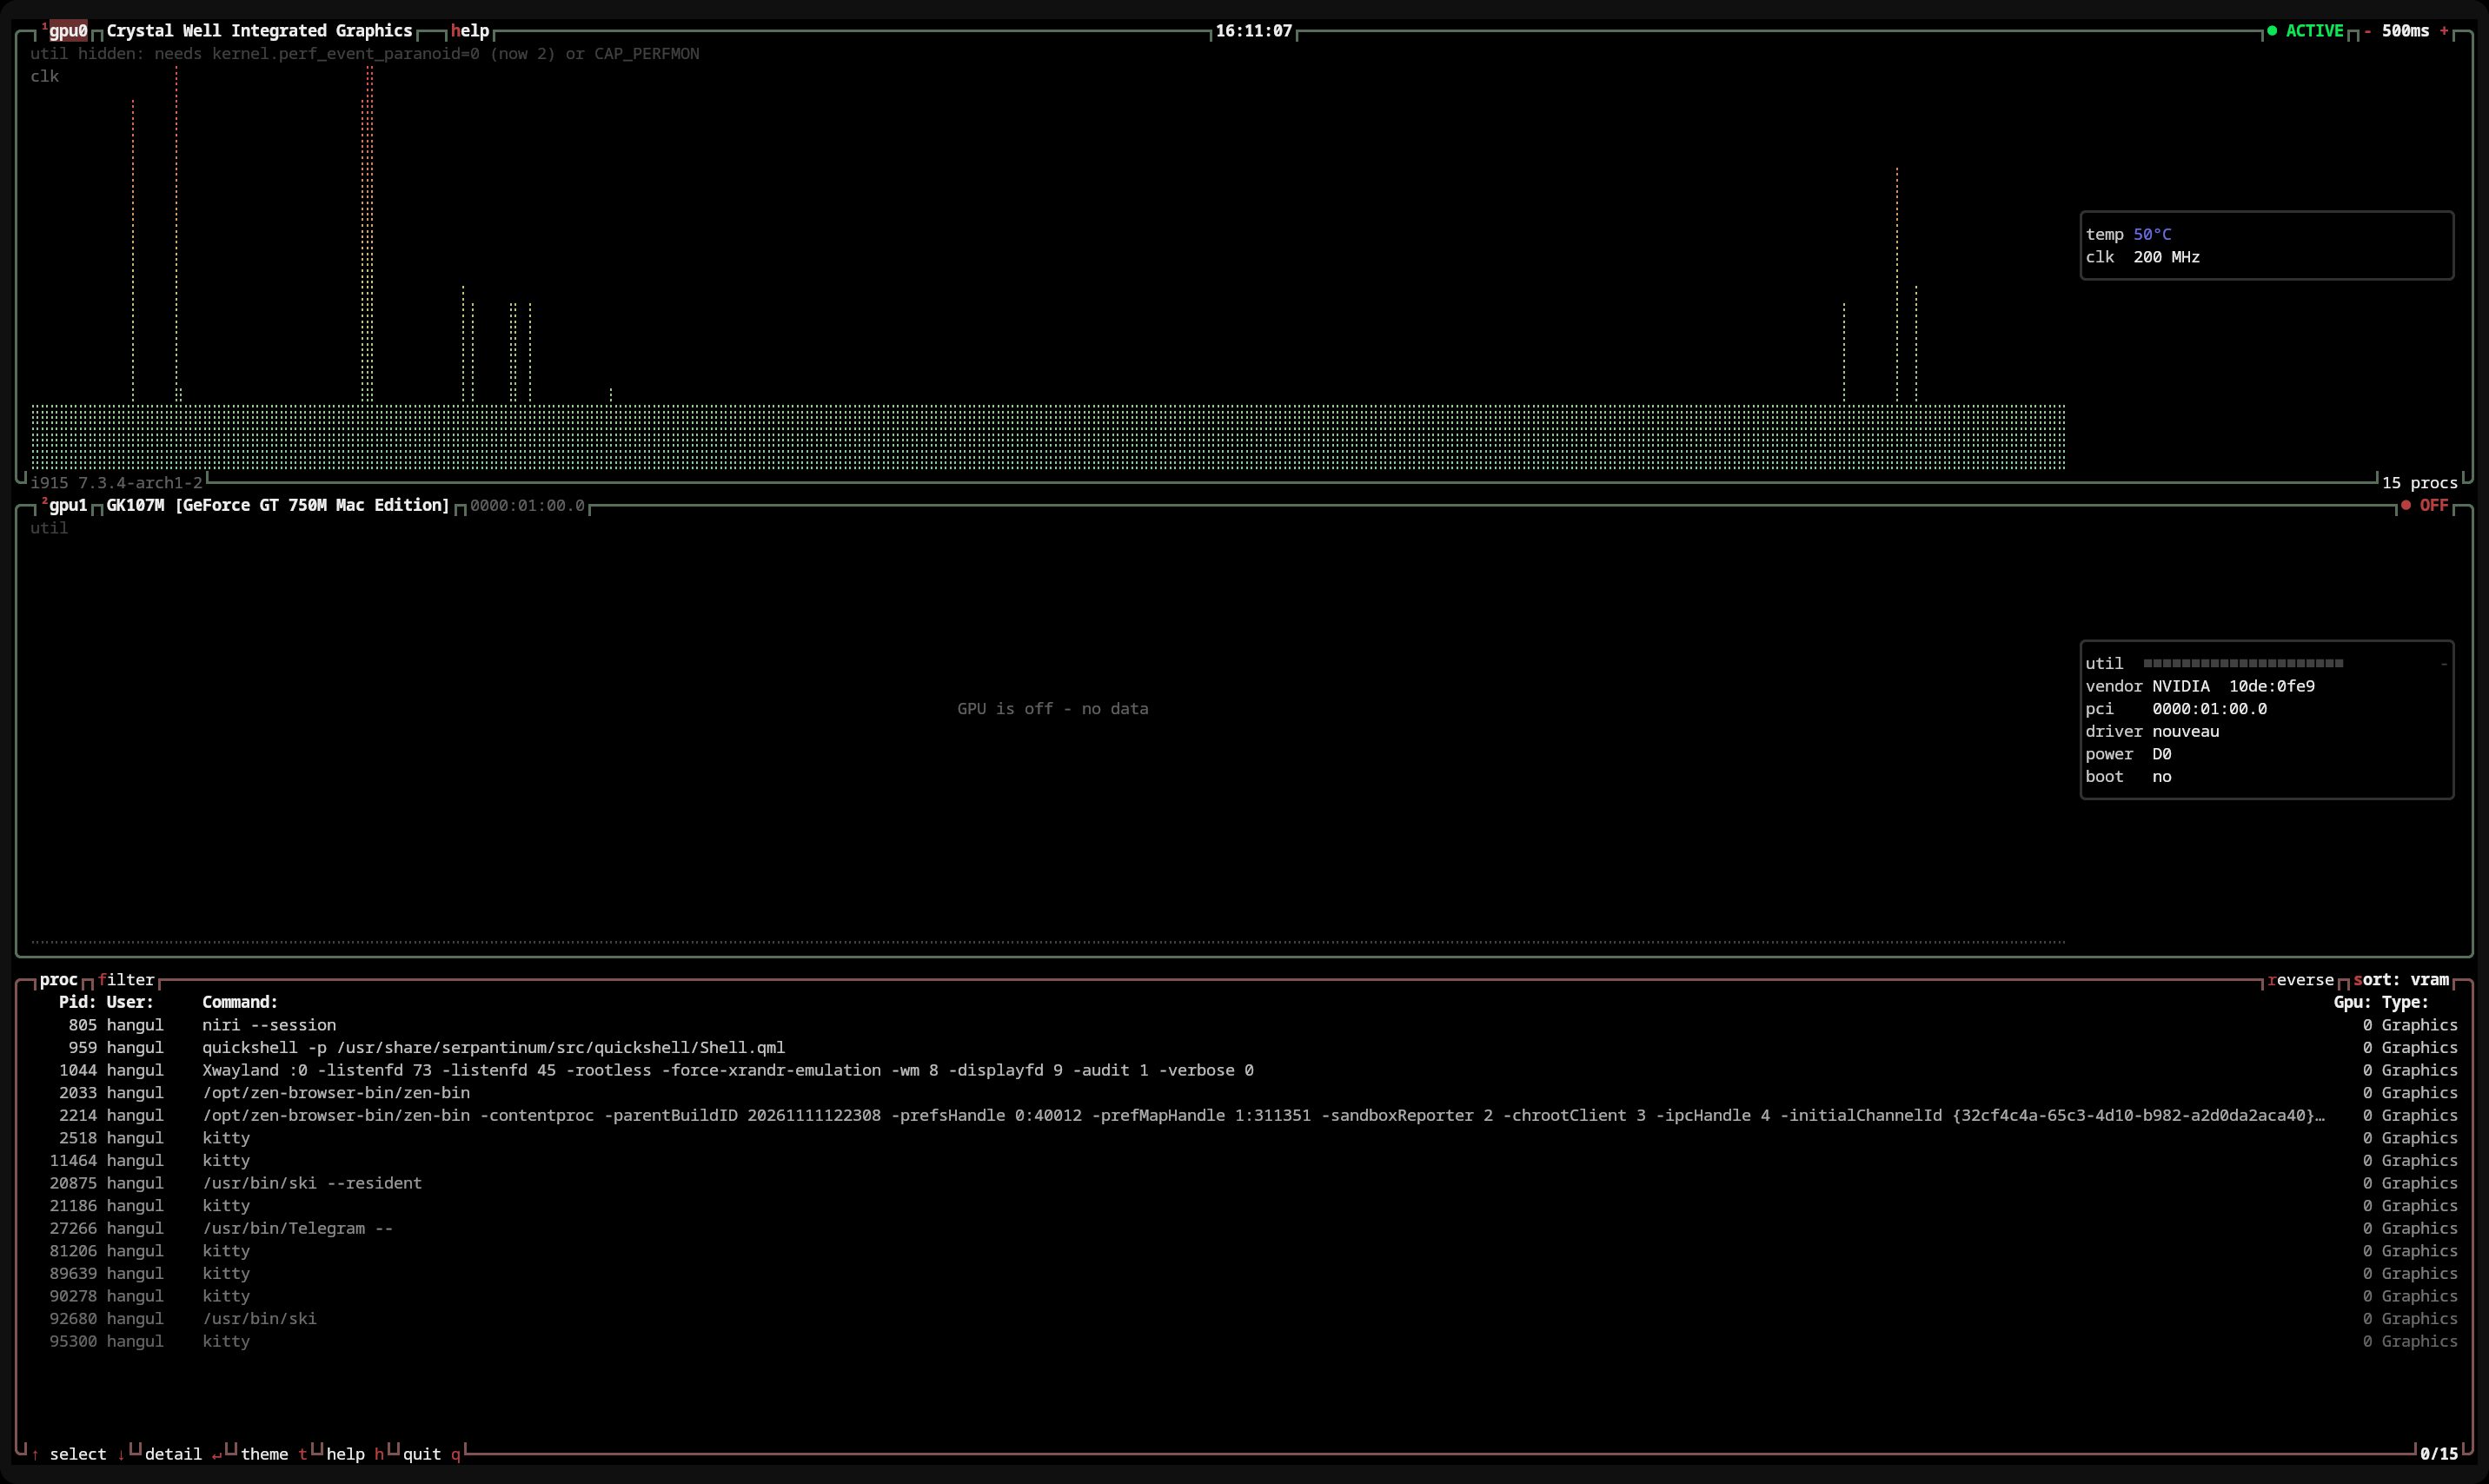 ¹gpu0 Crystal Well Integrated Graphics help 16:11:07 ● ACTIVE - 500ms +
util hidden: needs kernel.perf_event_paranoid=0 (now 2) or CAP_PERFMON
clk
temp 50°C
clk 200 MHz
i915 7.3.4-arch1-2 15 procs
²gpu1 GK107M [GeForce GT 750M Mac Edition] 0000:01:00.0 ● OFF
util
util -
vendor NVIDIA 10de:0fe9
GPU is off - no data
pci 0000:01:00.0
driver nouveau
power D0
boot no
proc filter reverse sort: vram
Pid: User: Command: Gpu: Type:
805 hangul niri --session 0 Graphics
959 hangul quickshell -p /usr/share/serpantinum/src/quickshell/Shell.qml 0 Graphics
1044 hangul Xwayland :0 -listenfd 73 -listenfd 45 -rootless -force-xrandr-emulation -wm 8 -displayfd 9 -audit 1 -verbose 0 0 Graphics
2033 hangul /opt/zen-browser-bin/zen-bin 0 Graphics
2214 hangul /opt/zen-browser-bin/zen-bin -contentproc -parentBuildID 20261111122308 -prefsHandle 0:40012 -prefMapHandle 1:311351 -sandboxReporter 2 -chrootClient 3 -ipcHandle 4 -initialChannelId {32cf4c4a-65c3-4d10-b982-a2d0da2aca40}… 0 Graphics
2518 hangul kitty 0 Graphics
11464 hangul kitty 0 Graphics
20875 hangul /usr/bin/ski --resident 0 Graphics
21186 hangul kitty 0 Graphics
27266 hangul /usr/bin/Telegram -- 0 Graphics
81206 hangul kitty 0 Graphics
89639 hangul kitty 0 Graphics
90278 hangul kitty 0 Graphics
92680 hangul /usr/bin/ski 0 Graphics
95300 hangul kitty 0 Graphics
↑ select ↓ detail ↵ theme t help h quit q 0/15